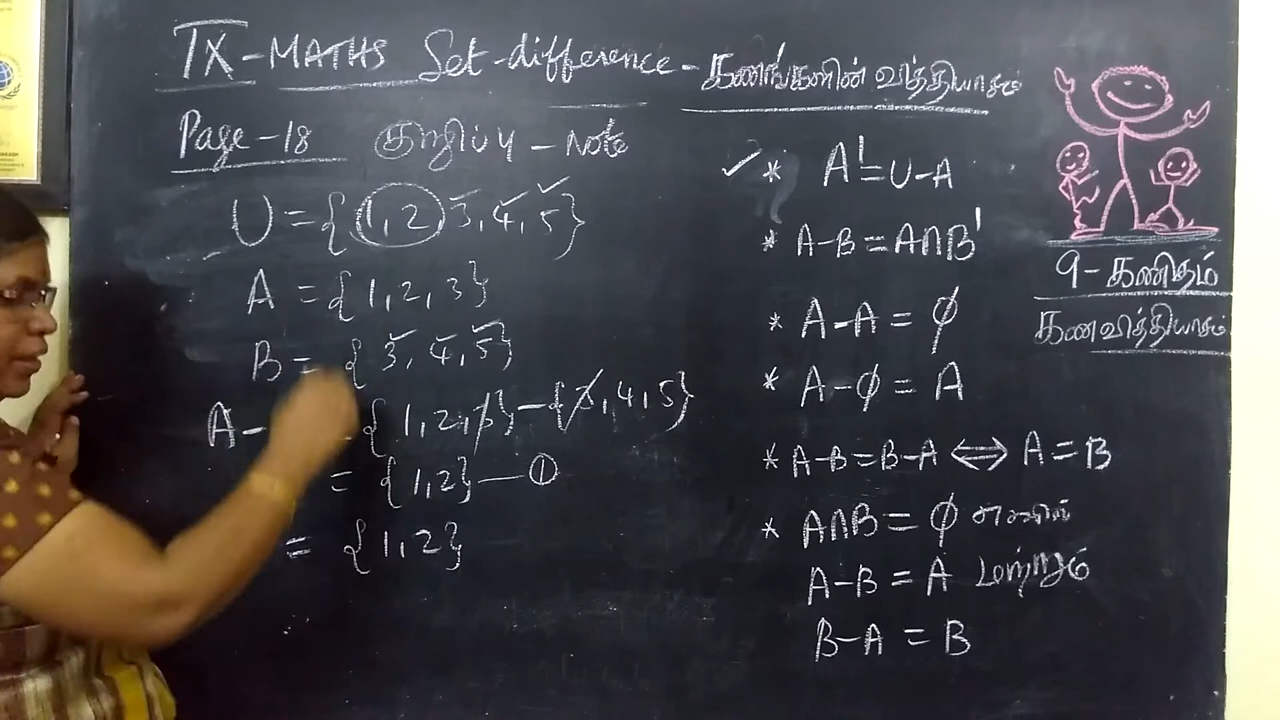 IX-MATHS Set-difference-கணங்களின் வித்தியாசம்
Page-18 குறிப்பு - Note
U = {1,2 3,4,5}
A = {1,2,3}
B = {3,4,5}
A- = {1,2,3} - {3,4,5}
= {1,2} — ①
= {1,2}
* A' = U-A
* A-B = A∩B'
* A-A = ϕ
* A-ϕ = A
* A-B=B-A ⟺ A=B
* A∩B = ϕ எனில்
A-B = A மற்றும்
B-A = B
9-கணிதம்
கணவித்தியாசம்